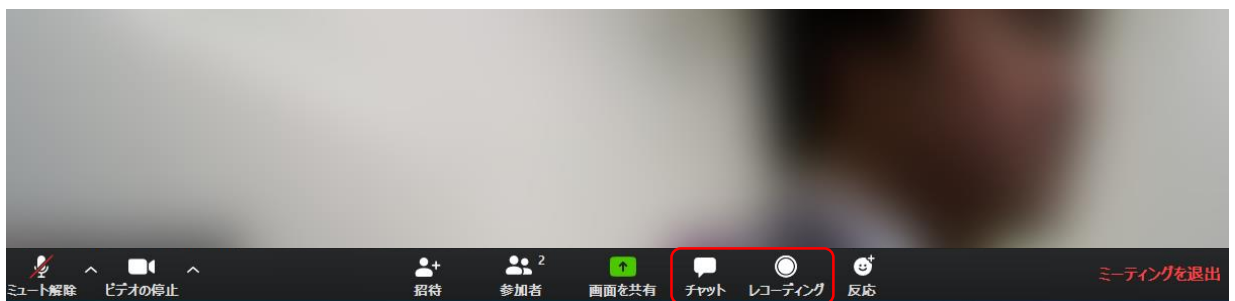 2
ミュート解除 ビデオの停止 招待 参加者 画面を共有 チャット レコーディング 反応 ミーティングを退出